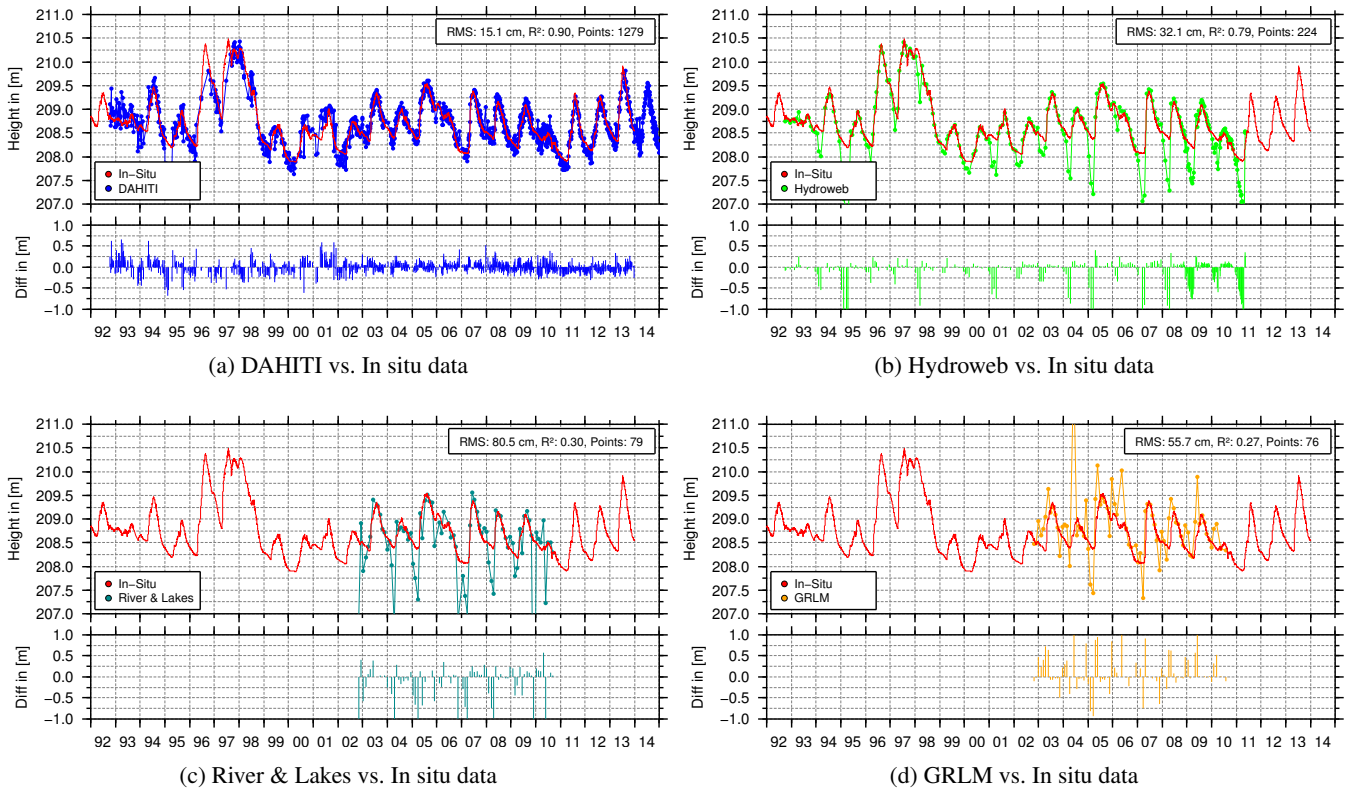 211.0
210.5
210.0
209.5
209.0
208.5
208.0
207.5
207.0
Height in [m]
RMS: 15.1 cm, R²: 0.90, Points: 1279
In−Situ
DAHITI
1.0
0.5
0.0
−0.5
−1.0
Diff in [m]
92 93 94 95 96 97 98 99 00 01 02 03 04 05 06 07 08 09 10 11 12 13 14
(a) DAHITI vs. In situ data
211.0
210.5
210.0
209.5
209.0
208.5
208.0
207.5
207.0
Height in [m]
RMS: 32.1 cm, R²: 0.79, Points: 224
In−Situ
Hydroweb
1.0
0.5
0.0
−0.5
−1.0
Diff in [m]
92 93 94 95 96 97 98 99 00 01 02 03 04 05 06 07 08 09 10 11 12 13 14
(b) Hydroweb vs. In situ data
211.0
210.5
210.0
209.5
209.0
208.5
208.0
207.5
207.0
Height in [m]
RMS: 80.5 cm, R²: 0.30, Points: 79
In−Situ
River & Lakes
1.0
0.5
0.0
−0.5
−1.0
Diff in [m]
92 93 94 95 96 97 98 99 00 01 02 03 04 05 06 07 08 09 10 11 12 13 14
(c) River & Lakes vs. In situ data
211.0
210.5
210.0
209.5
209.0
208.5
208.0
207.5
207.0
Height in [m]
RMS: 55.7 cm, R²: 0.27, Points: 76
In−Situ
GRLM
1.0
0.5
0.0
−0.5
−1.0
Diff in [m]
92 93 94 95 96 97 98 99 00 01 02 03 04 05 06 07 08 09 10 11 12 13 14
(d) GRLM vs. In situ data